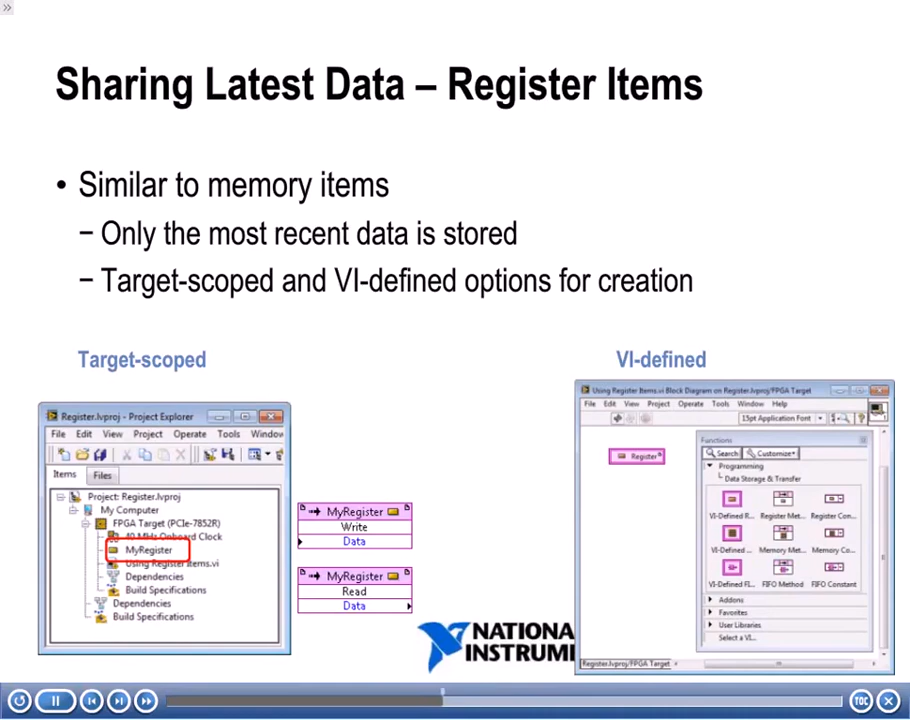 »
Sharing Latest Data – Register Items
• Similar to memory items
− Only the most recent data is stored
− Target-scoped and VI-defined options for creation
Target-scoped
Register.lvproj - Project Explorer
File Edit View Project Operate Tools Window
Items Files
Project: Register.lvproj
My Computer
FPGA Target (PCIe-7852R)
40 MHz Onboard Clock
MyRegister
Using Register Items.vi
Dependencies
Build Specifications
Dependencies
Build Specifications
MyRegister
Write
Data
MyRegister
Read
Data
NATIONA
INSTRUME
VI-defined
Using Register Items.vi Block Diagram on Register.lvproj/FPGA Target
File Edit View Project Operate Tools Window Help
15pt Application Font
Register
Functions
Search Customize
Programming
Data Storage & Transfer
VI-Defined R... Register Met... Register Con...
VI-Defined ... Memory Met... Memory Co...
VI-Defined FI... FIFO Method FIFO Constant
Addons
Favorites
User Libraries
Select a VI...
Register.lvproj/FPGA Target
TOC